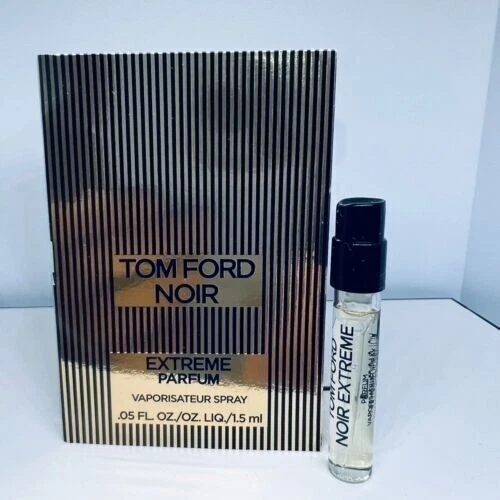 TOM FORD
NOIR
EXTREME
PARFUM
VAPORISATEUR SPRAY
.05 FL. OZ./OZ. LIQ./1.5 ml
TOM FORD
NOIR EXTREME
PARFUM